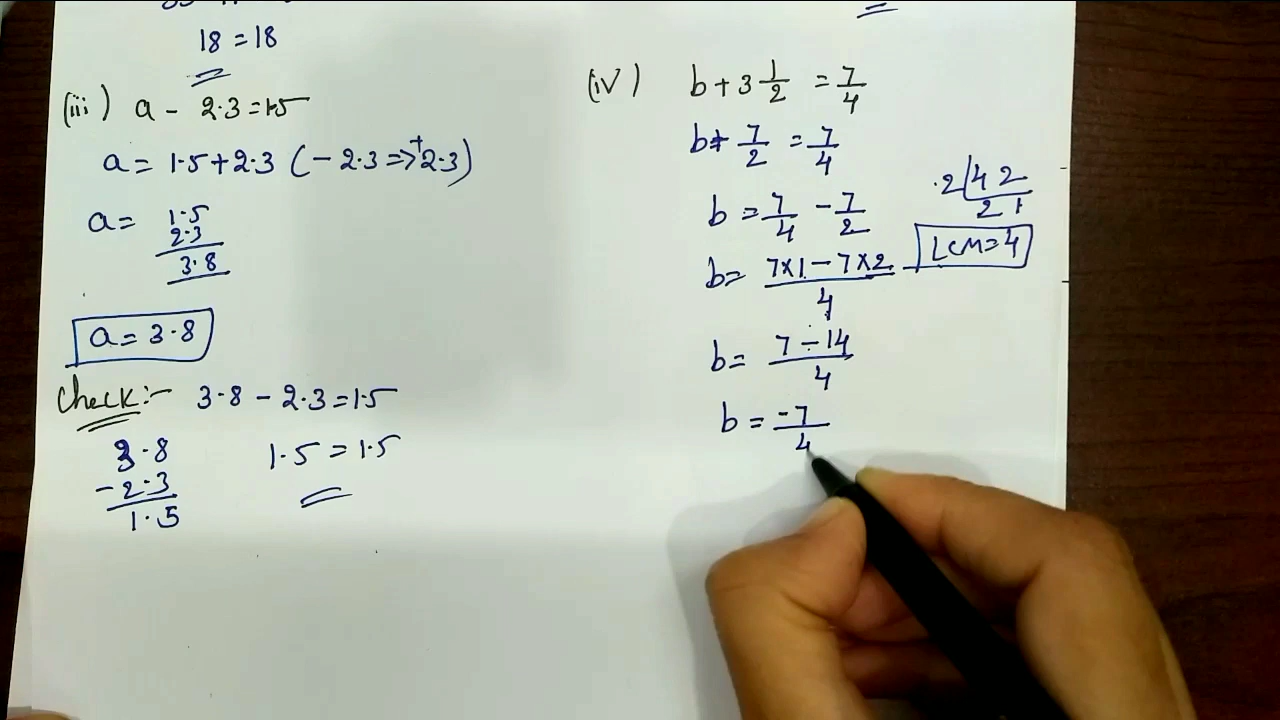 18 = 18
(iii) a - 2.3 = 1.5
a = 1.5 + 2.3 (- 2.3 => +2.3)
a = 1.5
2.3
3.8
a = 3.8
Check:- 3.8 - 2.3 = 1.5
3.8
- 2.3
1.5
1.5 = 1.5
(iv) b + 3 1/2 = 7/4
b + 7/2 = 7/4
b = 7/4 - 7/2
2 | 4 2
2 1
LCM = 4
b = 7×1 - 7×2 / 4
b = 7 - 14 / 4
b = -7/4